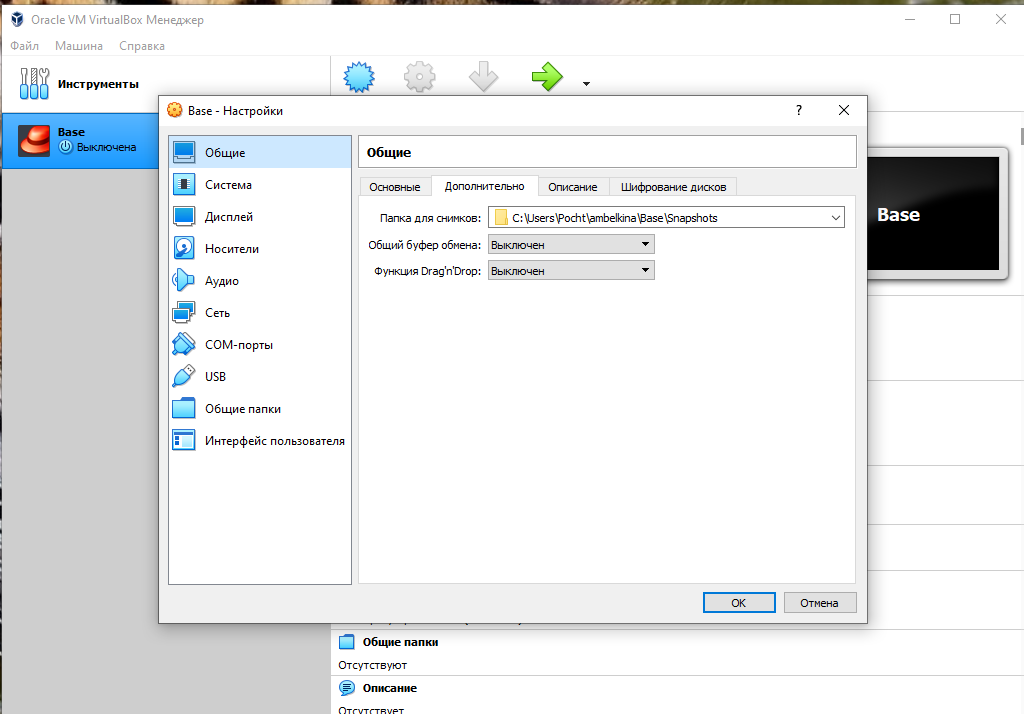 Oracle VM VirtualBox Менеджер
Файл Машина Справка
Инструменты
Base
Выключена
Base - Настройки
?
Общие
Система
Дисплей
Носители
Аудио
Сеть
COM-порты
USB
Общие папки
Интерфейс пользователя
Общие
Основные Дополнительно Описание Шифрование дисков
Папка для снимков: C:\Users\Pocht\ambelkina\Base\Snapshots
Общий буфер обмена: Выключен
Функция Drag'n'Drop: Выключен
OK Отмена
Base
Общие папки
Отсутствуют
Описание
Отсутствует